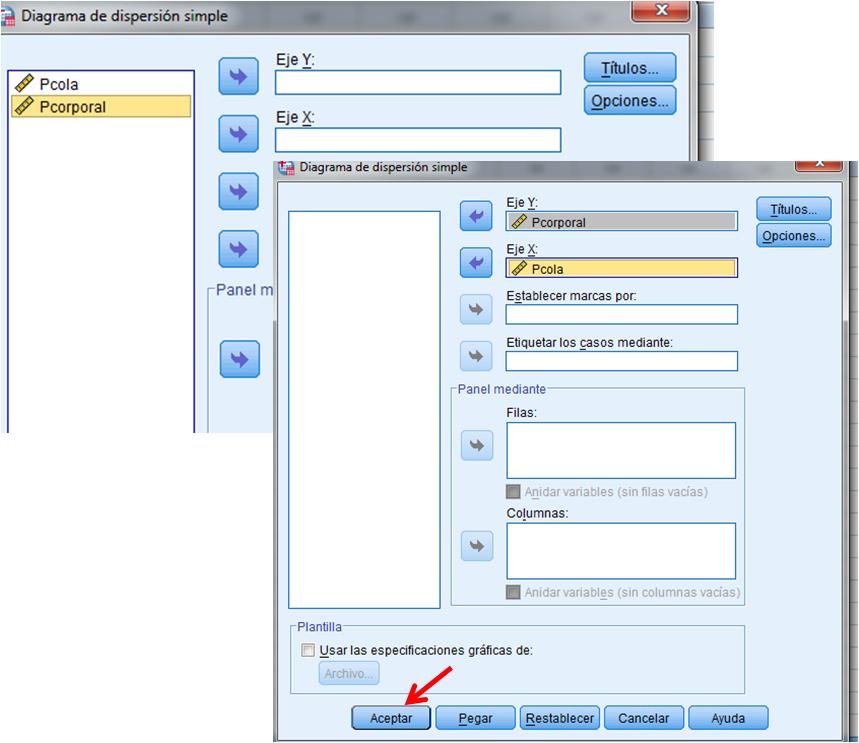 Diagrama de dispersión simple
Pcola
Pcorporal
Eje Y:
Eje X:
Títulos...
Opciones...
Panel m
Diagrama de dispersión simple
Eje Y:
Pcorporal
Eje X:
Pcola
Establecer marcas por:
Etiquetar los casos mediante:
Panel mediante
Filas:
Anidar variables (sin filas vacías)
Columnas:
Anidar variables (sin columnas vacías)
Títulos...
Opciones...
Plantilla
Usar las especificaciones gráficas de:
Archivo...
Aceptar
Pegar
Restablecer
Cancelar
Ayuda